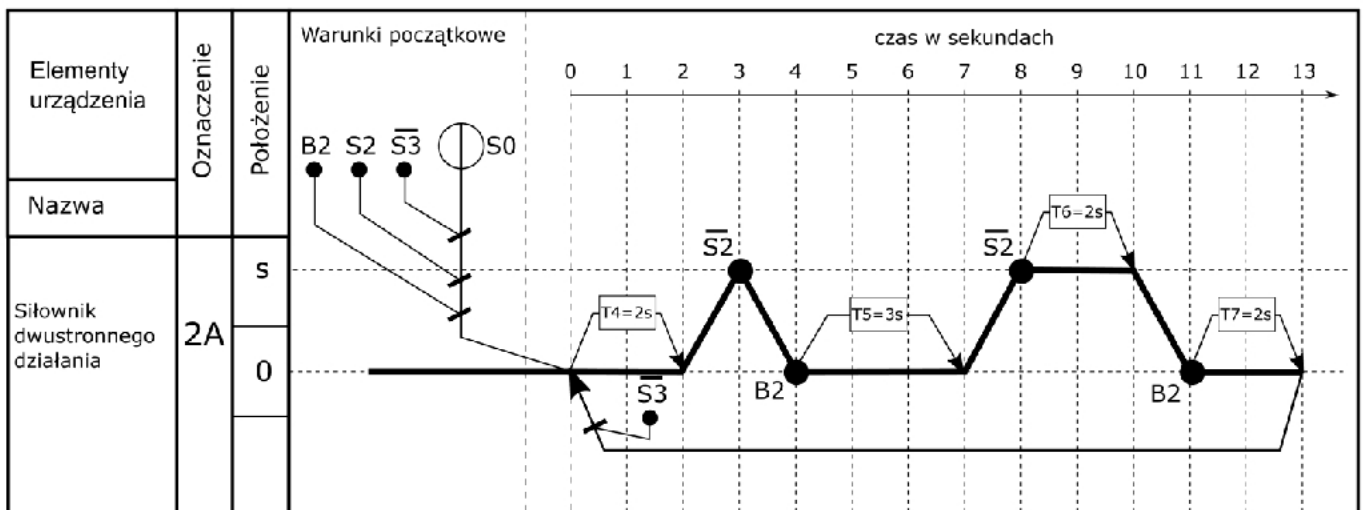 Elementy
urządzenia
Nazwa
Oznaczenie
Położenie
Warunki początkowe
czas w sekundach
0 1 2 3 4 5 6 7 8 9 10 11 12 13
B2 S2 S̅3̅ S0
S̅2̅ S̅2̅
T6=2s
s
T4=2s T5=3s T7=2s
Siłownik
dwustronnego
działania
2A
0
S̅3̅ B2 B2